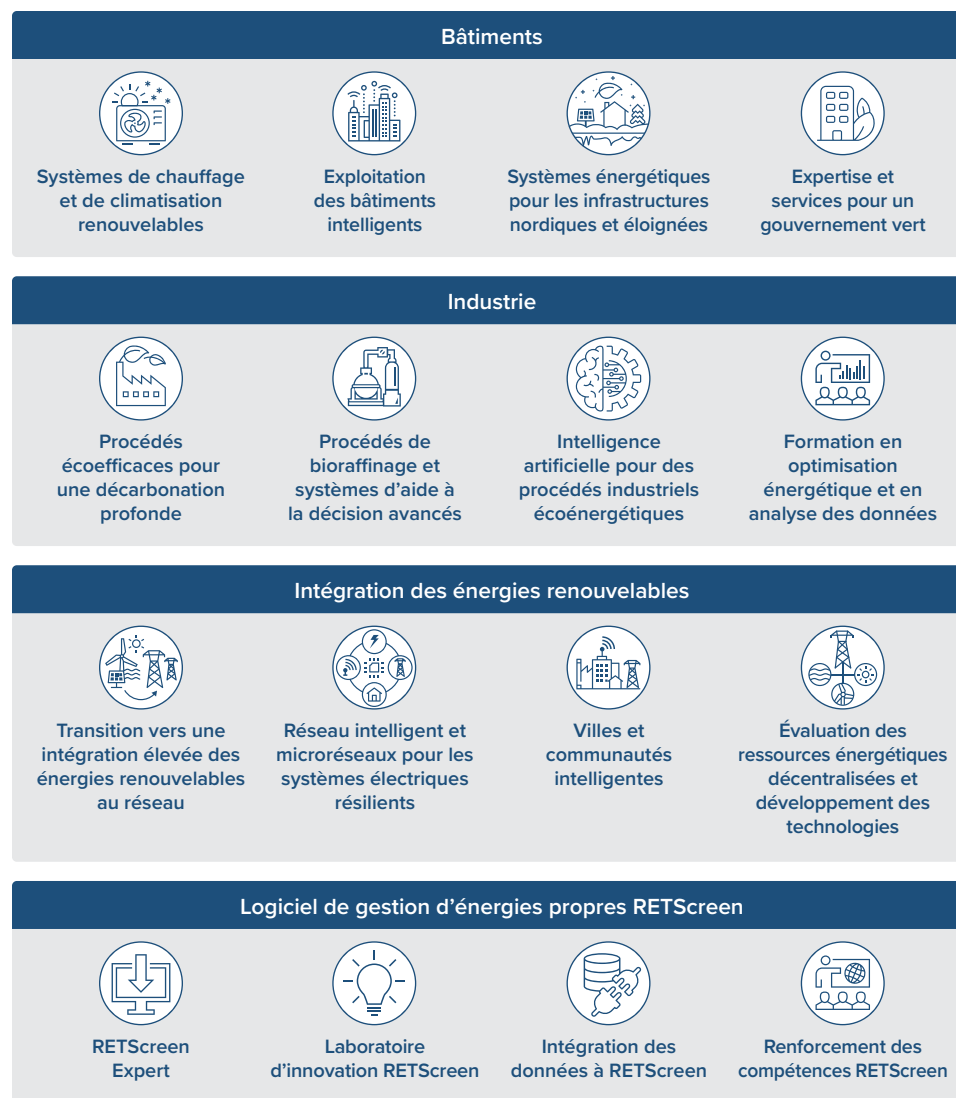 Bâtiments
Systèmes de chauffage
et de climatisation
renouvelables
Exploitation
des bâtiments
intelligents
Systèmes énergétiques
pour les infrastructures
nordiques et éloignées
Expertise et
services pour un
gouvernement vert
Industrie
Procédés
écoefficaces pour
une décarbonation
profonde
Procédés de
bioraffinage et
systèmes d’aide à
la décision avancés
Intelligence
artificielle pour des
procédés industriels
écoénergétiques
Formation en
optimisation
énergétique et en
analyse des données
Intégration des énergies renouvelables
Transition vers une
intégration élevée des
énergies renouvelables
au réseau
Réseau intelligent et
microréseaux pour les
systèmes électriques
résilients
Villes et
communautés
intelligentes
Évaluation des
ressources énergétiques
décentralisées et
développement des
technologies
Logiciel de gestion d’énergies propres RETScreen
RETScreen
Expert
Laboratoire
d’innovation RETScreen
Intégration des
données à RETScreen
Renforcement des
compétences RETScreen